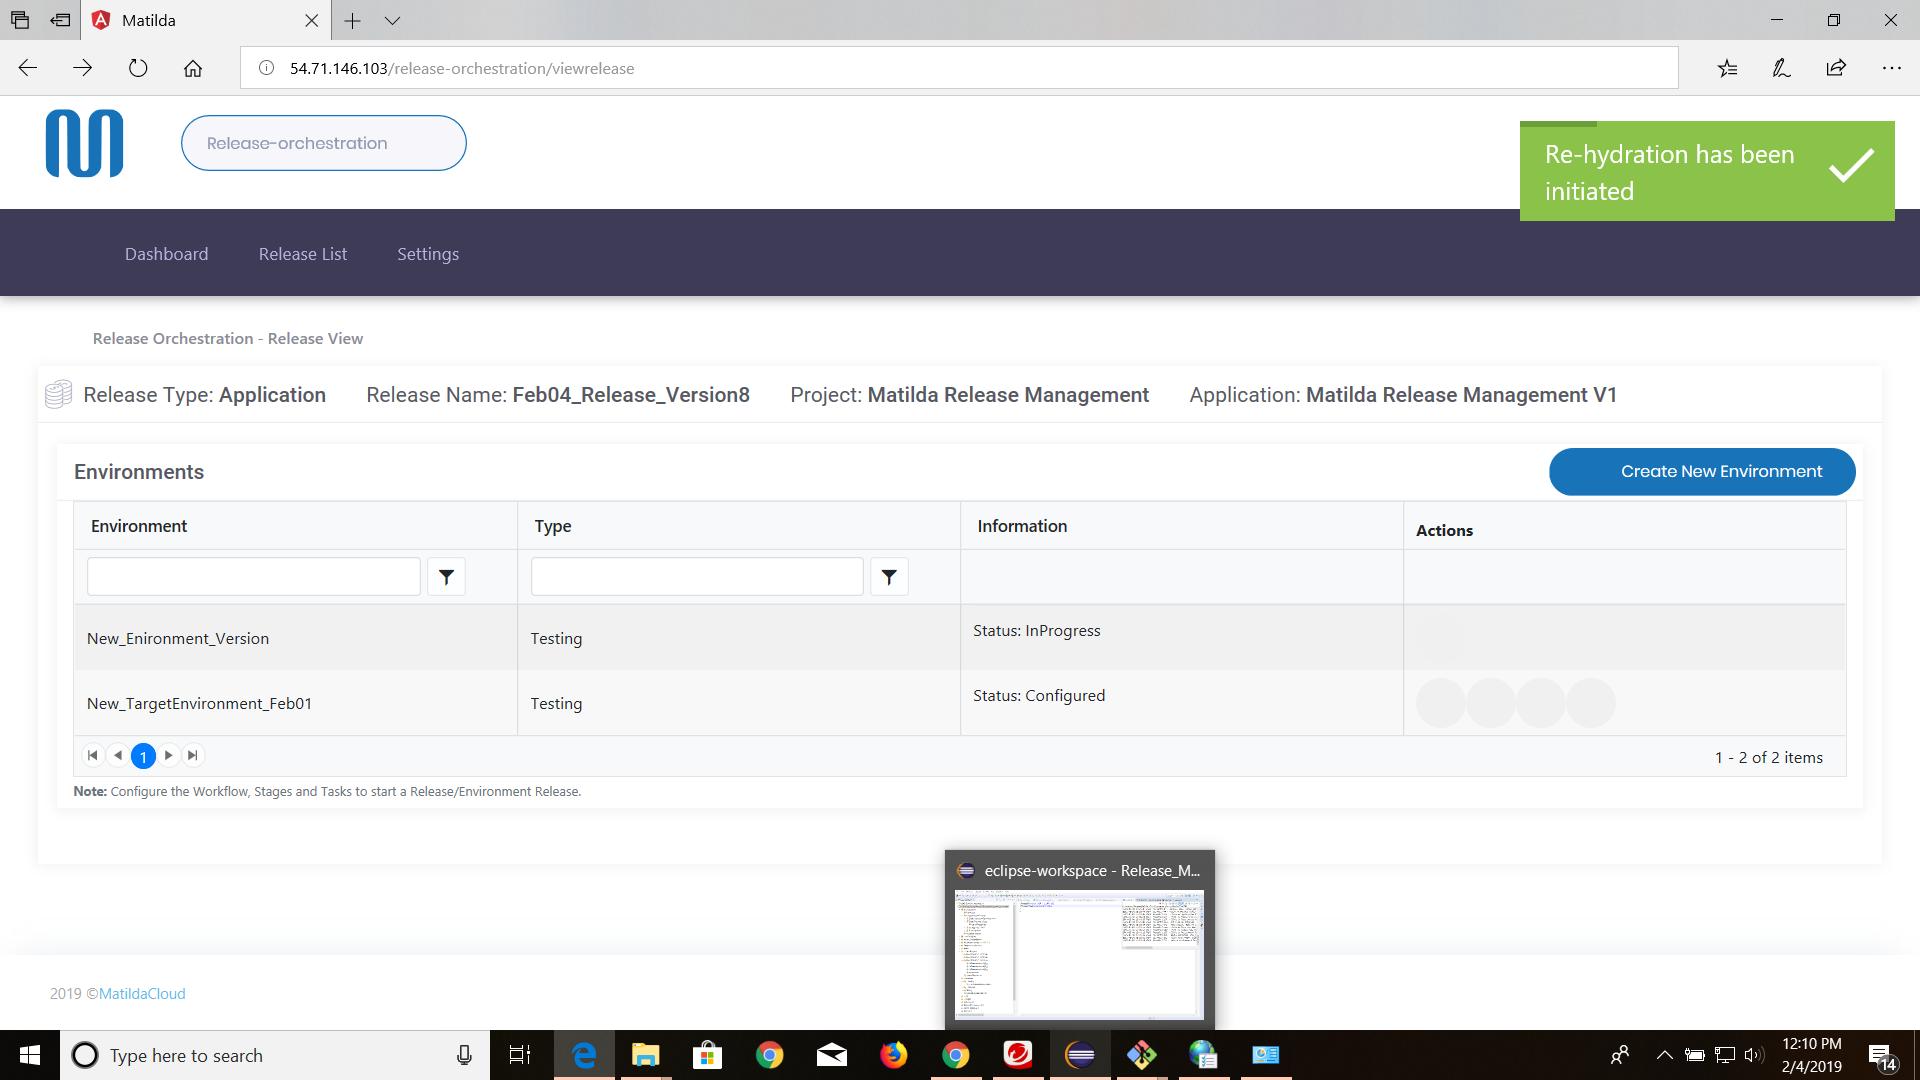 Matilda
54.71.146.103/release-orchestration/viewrelease
Release-orchestration
Re-hydration has been
initiated
Dashboard
Release List
Settings
Release Orchestration - Release View
Release Type: Application
Release Name: Feb04_Release_Version8
Project: Matilda Release Management
Application: Matilda Release Management V1
Environments
Create New Environment
Environment
Type
Information
Actions
New_Enironment_Version
Testing
Status: InProgress
New_TargetEnvironment_Feb01
Testing
Status: Configured
1
1 - 2 of 2 items
Note: Configure the Workflow, Stages and Tasks to start a Release/Environment Release.
eclipse-workspace - Release_M...
2019 ©MatildaCloud
Type here to search
12:10 PM
2/4/2019
14